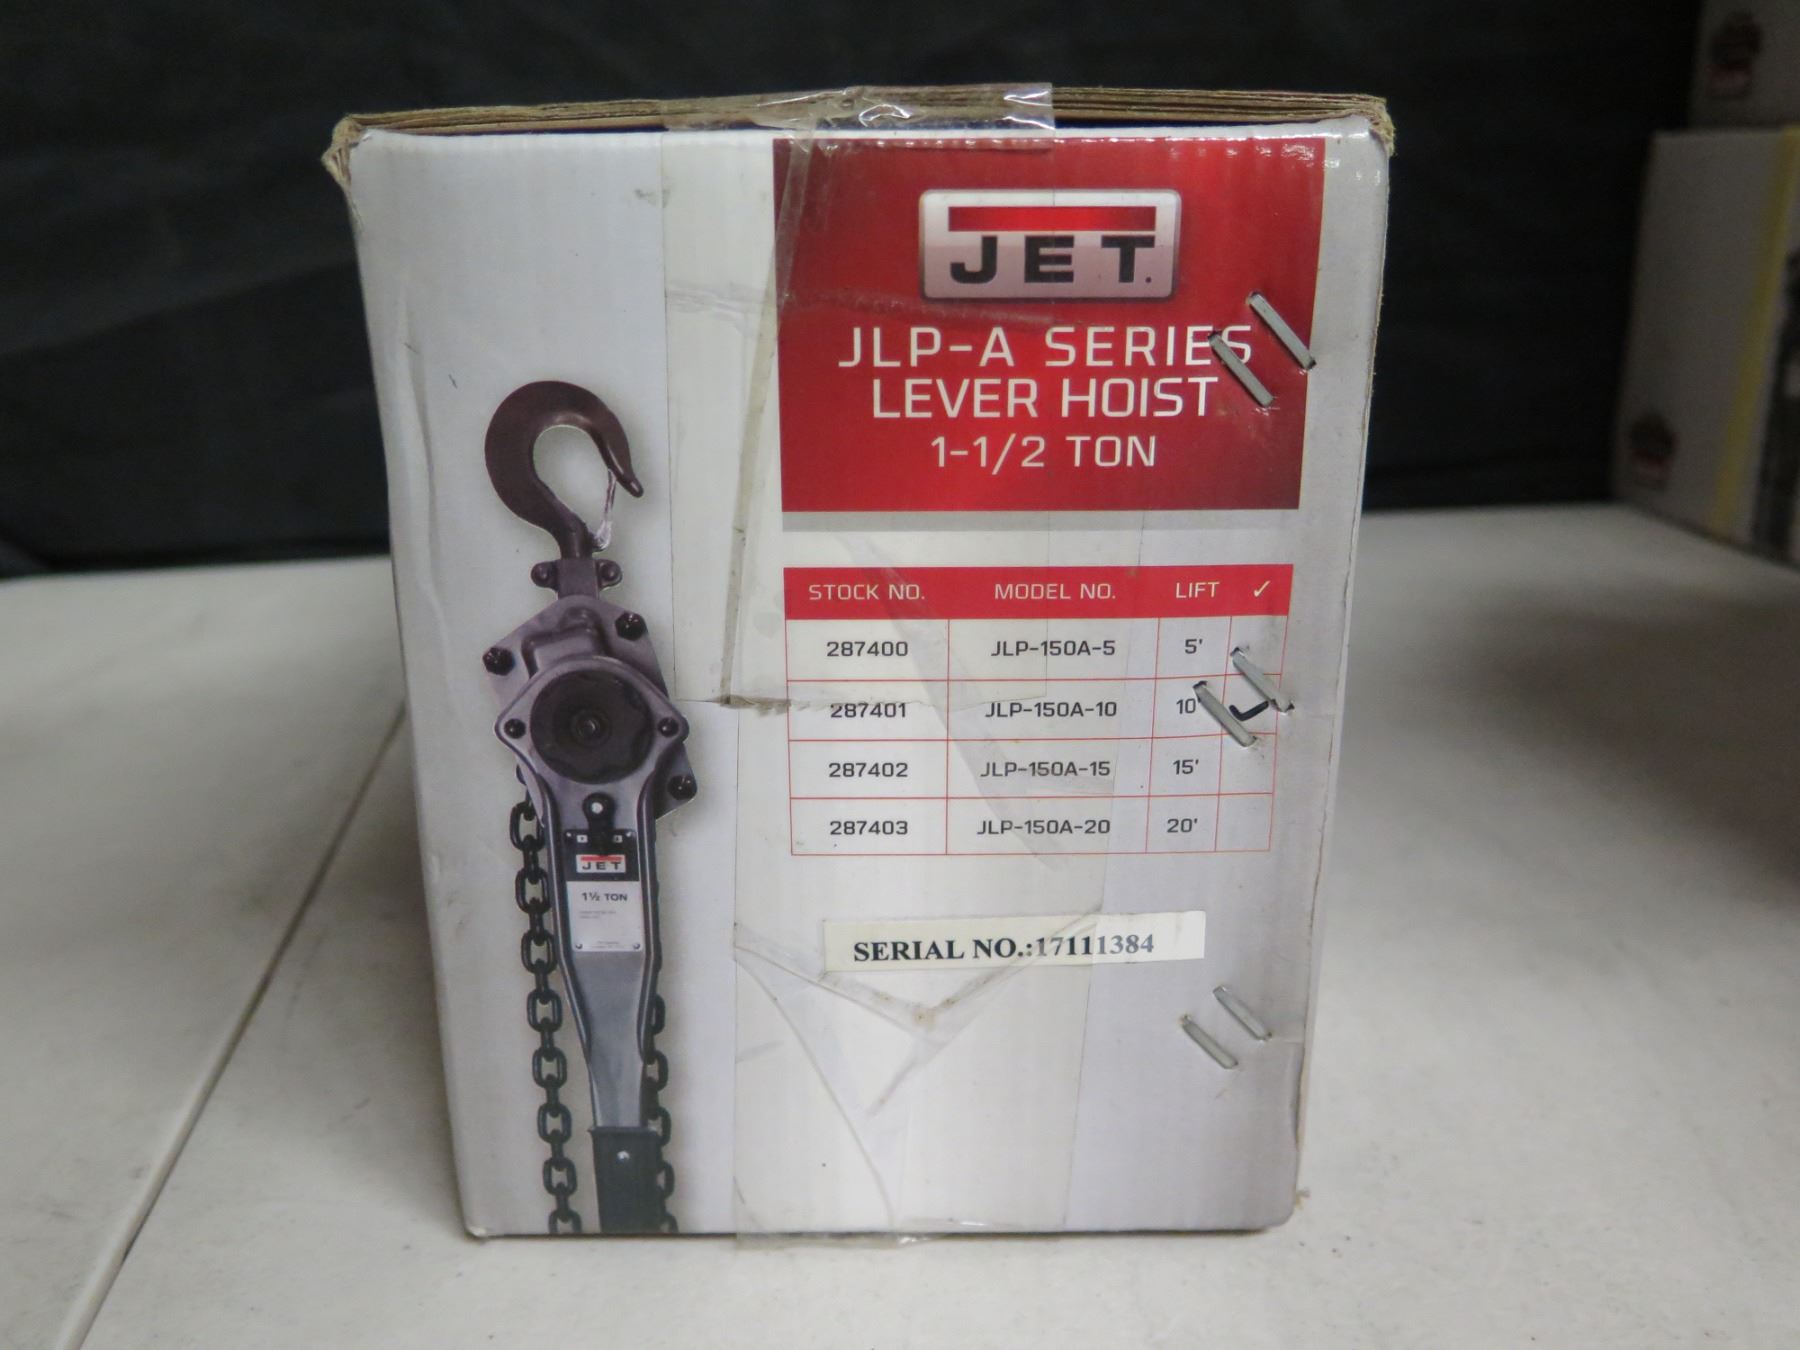 JET.
JLP-A SERIES
LEVER HOIST
1-1/2 TON
STOCK NO. MODEL NO. LIFT ✓
287400 JLP-150A-5 5'
287401 JLP-150A-10 10'
287402 JLP-150A-15 15'
287403 JLP-150A-20 20'
SERIAL NO.:17111384
JET
1½ TON